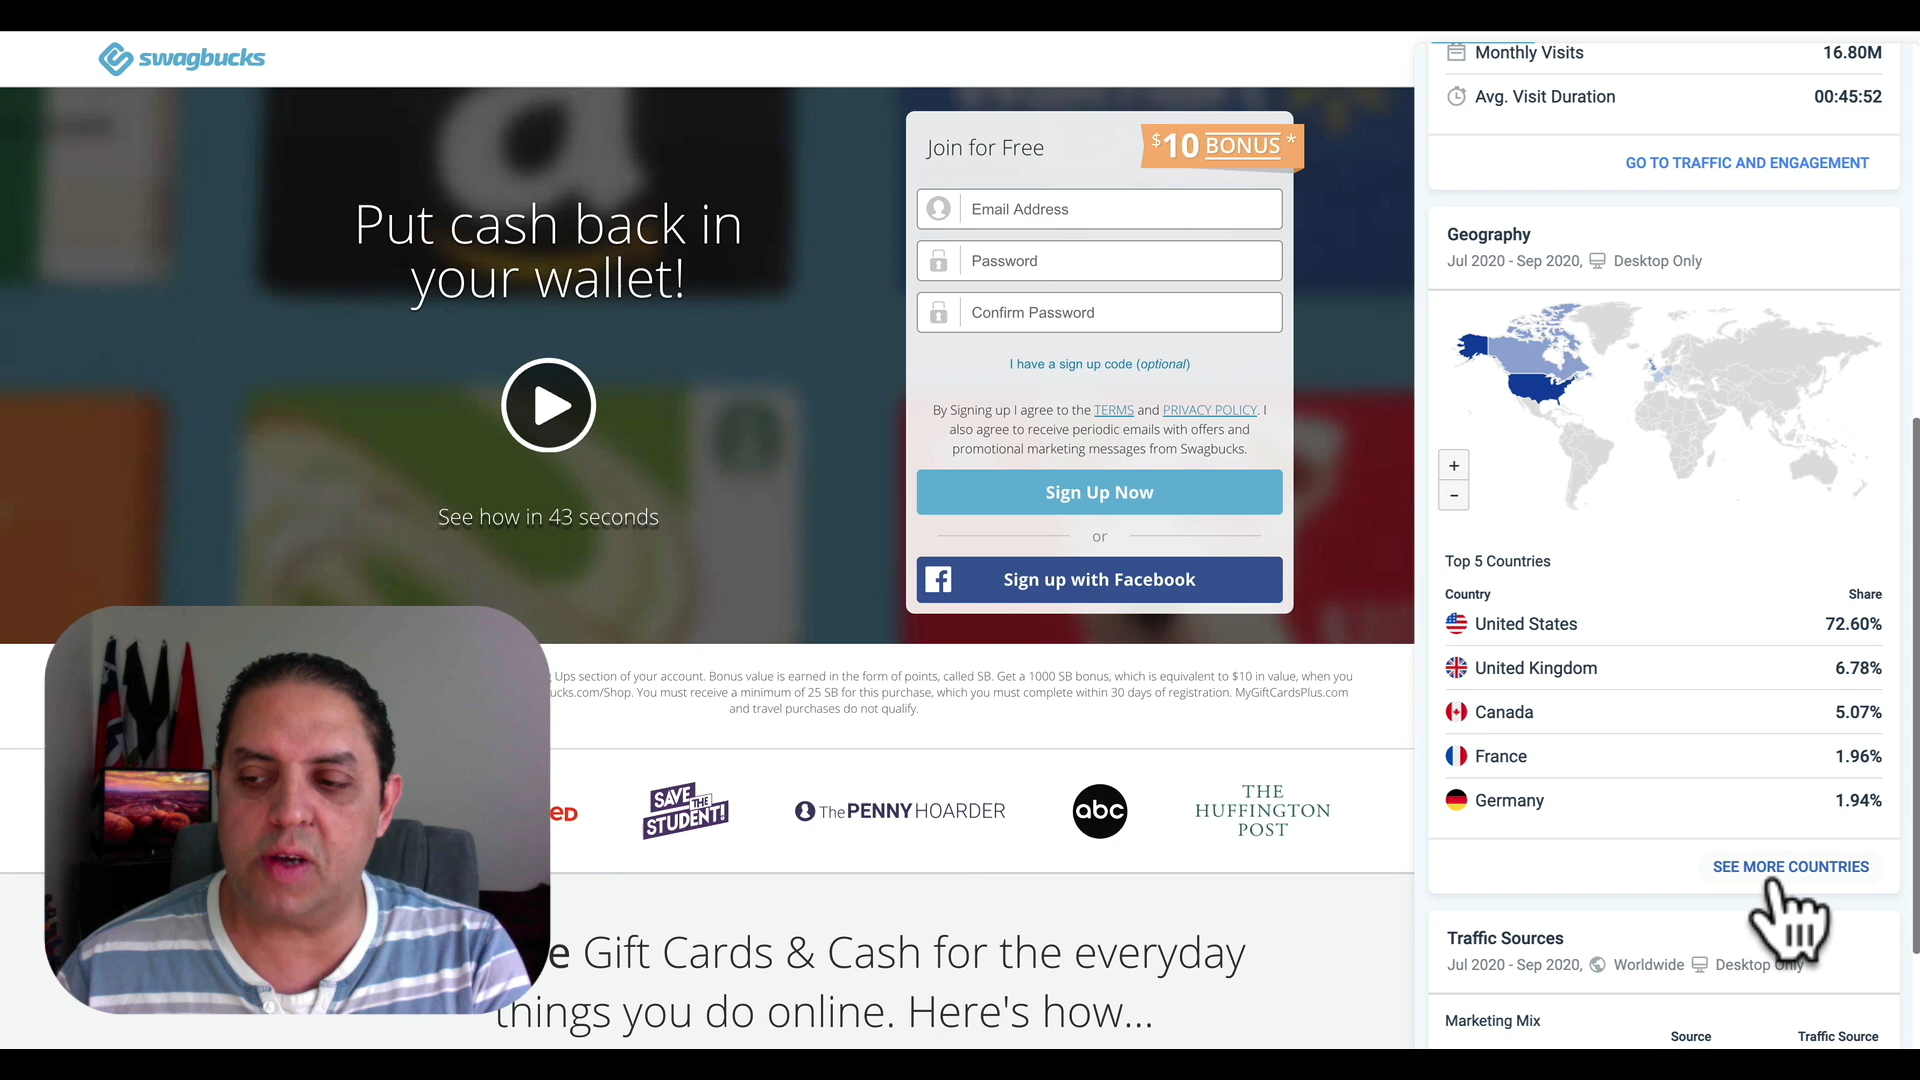 swagbucks
Put cash back in
your wallet!
See how in 43 seconds
Join for Free
$10 BONUS*
Email Address
Password
Confirm Password
I have a sign up code (optional)
By Signing up I agree to the TERMS and PRIVACY POLICY. I
also agree to receive periodic emails with offers and
promotional marketing messages from Swagbucks.
Sign Up Now
or
Sign up with Facebook
Ups section of your account. Bonus value is earned in the form of points, called SB. Get a 1000 SB bonus, which is equivalent to $10 in value, when you
ucks.com/Shop. You must receive a minimum of 25 SB for this purchase, which you must complete within 30 days of registration. MyGiftCardsPlus.com
and travel purchases do not qualify.
ED
SAVE THE STUDENT!
The PENNY HOARDER
abc
THE
HUFFINGTON
POST
e Gift Cards & Cash for the everyday
things you do online. Here's how...
Monthly Visits 16.80M
Avg. Visit Duration 00:45:52
GO TO TRAFFIC AND ENGAGEMENT
Geography
Jul 2020 - Sep 2020, Desktop Only
+
-
Top 5 Countries
Country Share
United States 72.60%
United Kingdom 6.78%
Canada 5.07%
France 1.96%
Germany 1.94%
SEE MORE COUNTRIES
Traffic Sources
Jul 2020 - Sep 2020, Worldwide Desktop Only
Marketing Mix
Source Traffic Source